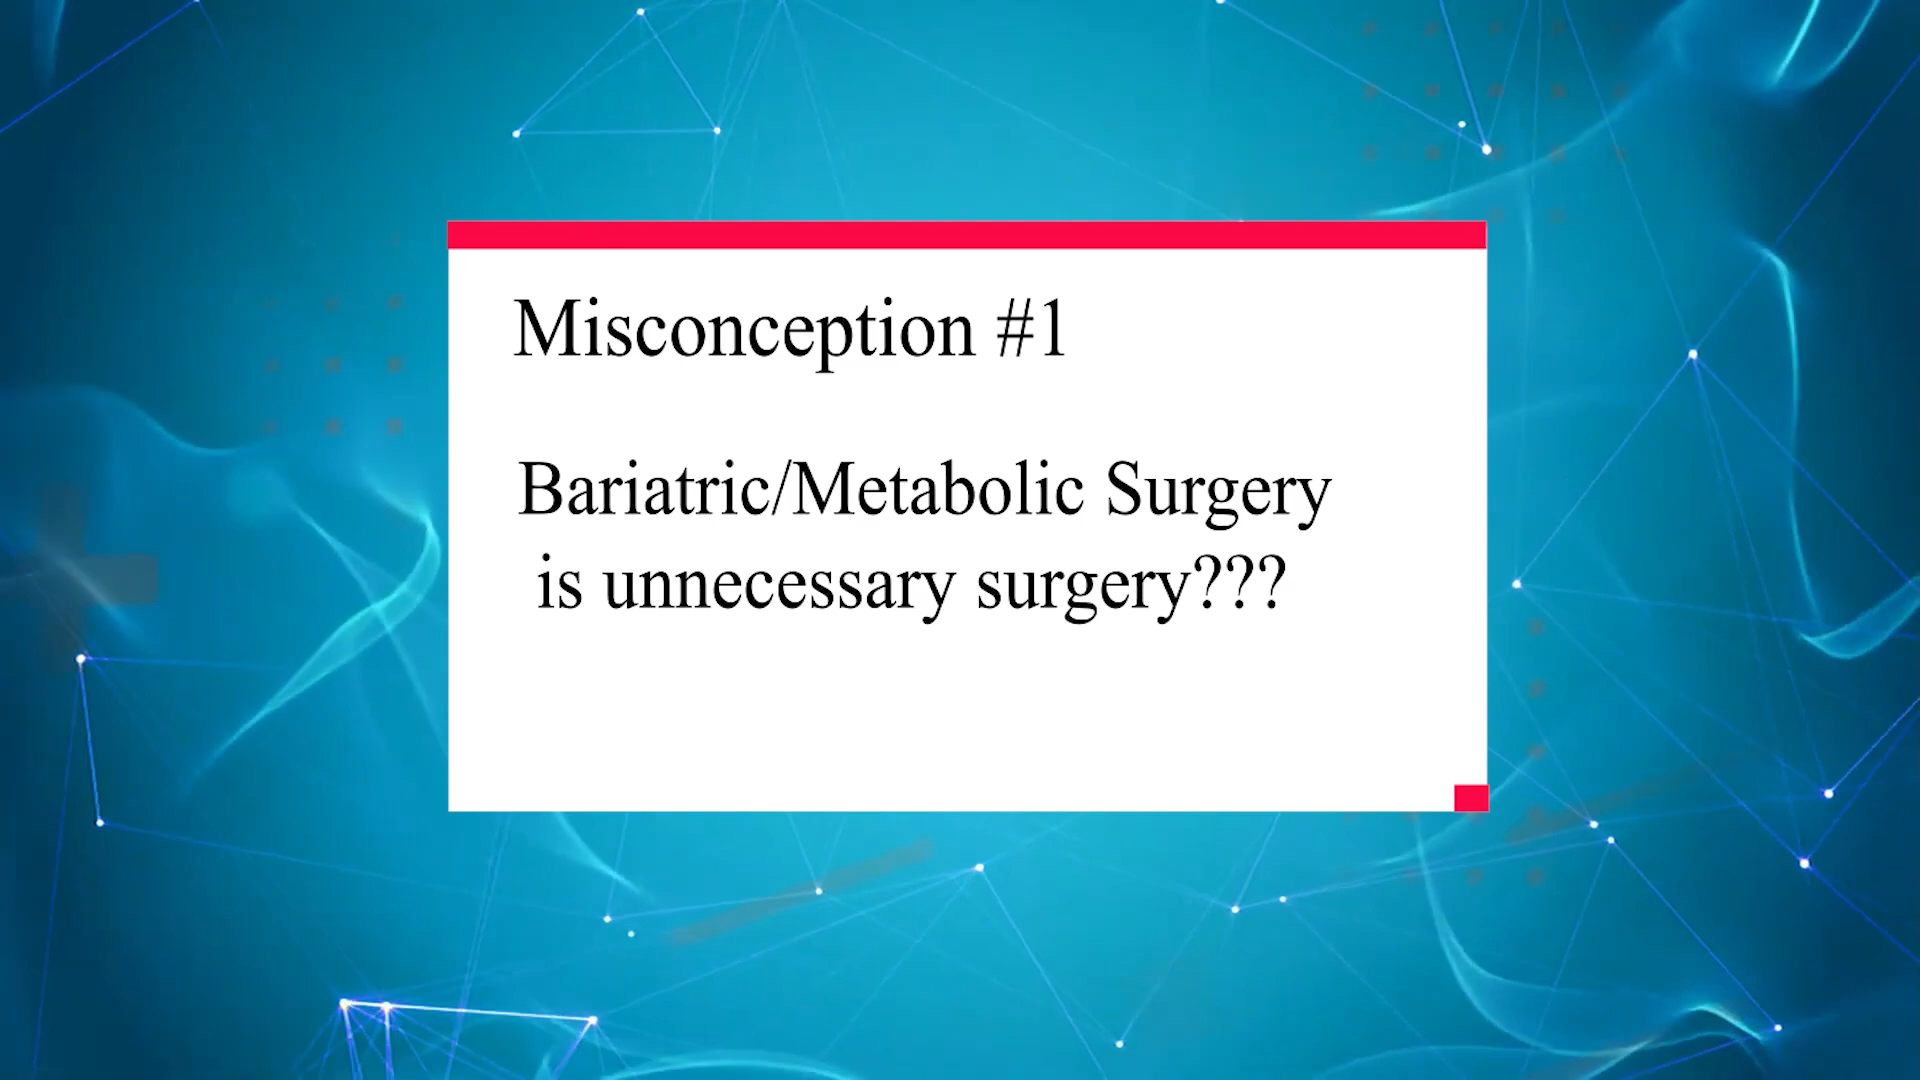 Misconception #1
Bariatric/Metabolic Surgery
is unnecessary surgery???